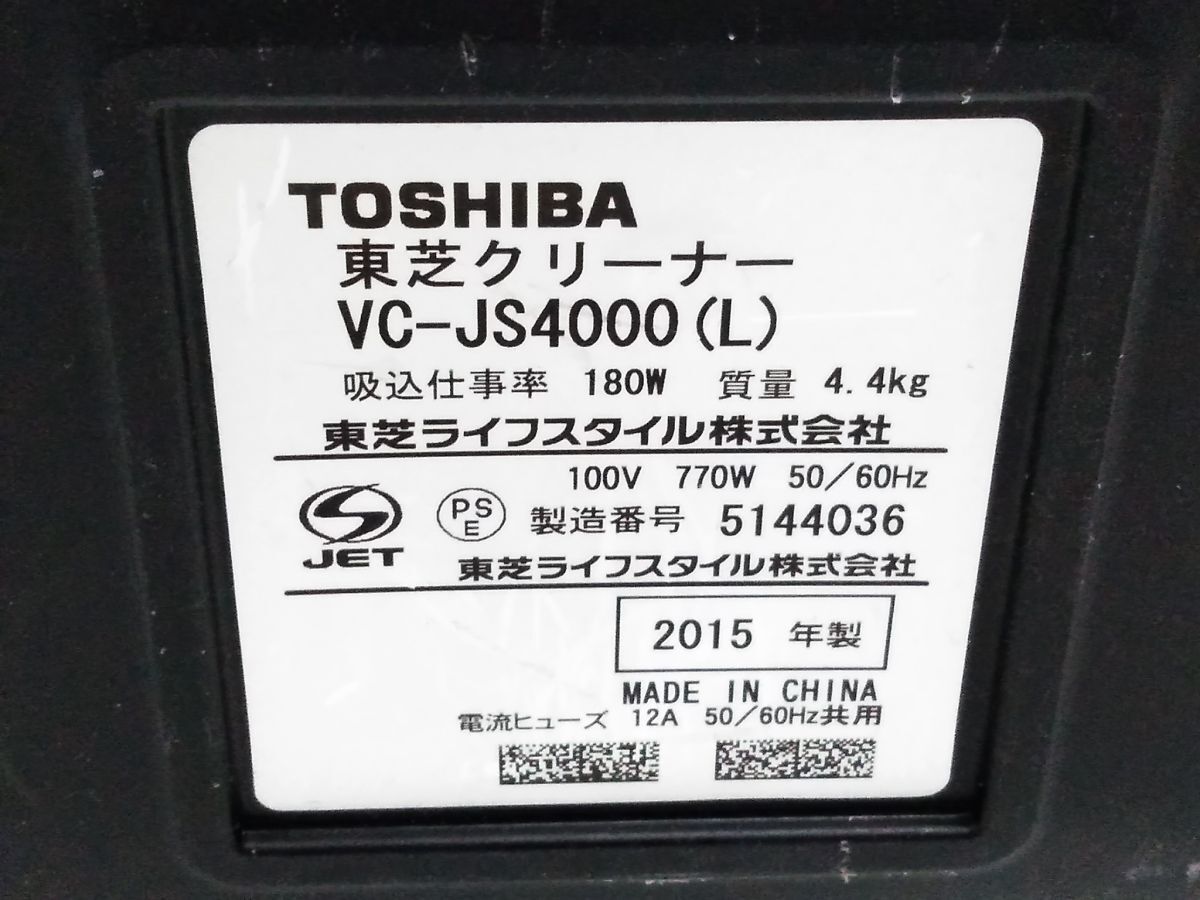 TOSHIBA
東芝クリーナー
VC-JS4000(L)
吸込仕事率 180W 質量 4.4kg
東芝ライフスタイル株式会社
100V 770W 50/60Hz
JET PSE 製造番号 5144036
東芝ライフスタイル株式会社
2015 年製
MADE IN CHINA
電流ヒューズ 12A 50/60Hz共用